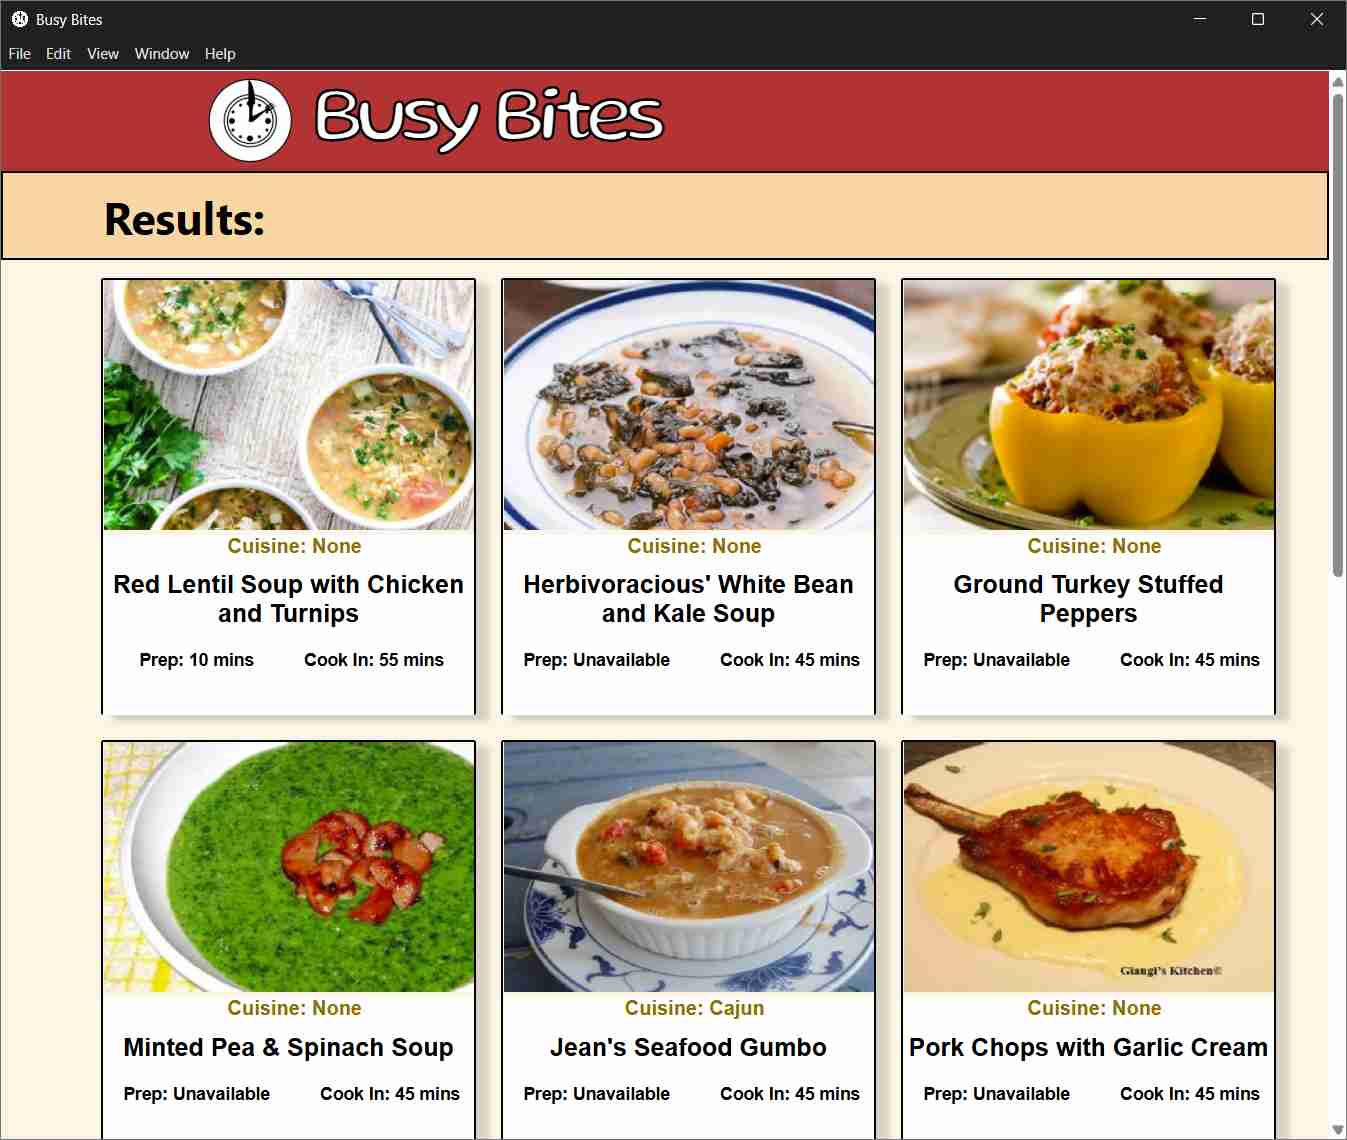 Busy Bites
File Edit View Window Help
Busy Bites
Results:
Cuisine: None
Red Lentil Soup with Chicken
and Turnips
Prep: 10 mins Cook In: 55 mins
Cuisine: None
Herbivoracious' White Bean
and Kale Soup
Prep: Unavailable Cook In: 45 mins
Cuisine: None
Ground Turkey Stuffed
Peppers
Prep: Unavailable Cook In: 45 mins
Cuisine: None
Minted Pea & Spinach Soup
Prep: Unavailable Cook In: 45 mins
Cuisine: Cajun
Jean's Seafood Gumbo
Prep: Unavailable Cook In: 45 mins
Giangi's Kitchen©
Cuisine: None
Pork Chops with Garlic Cream
Prep: Unavailable Cook In: 45 mins